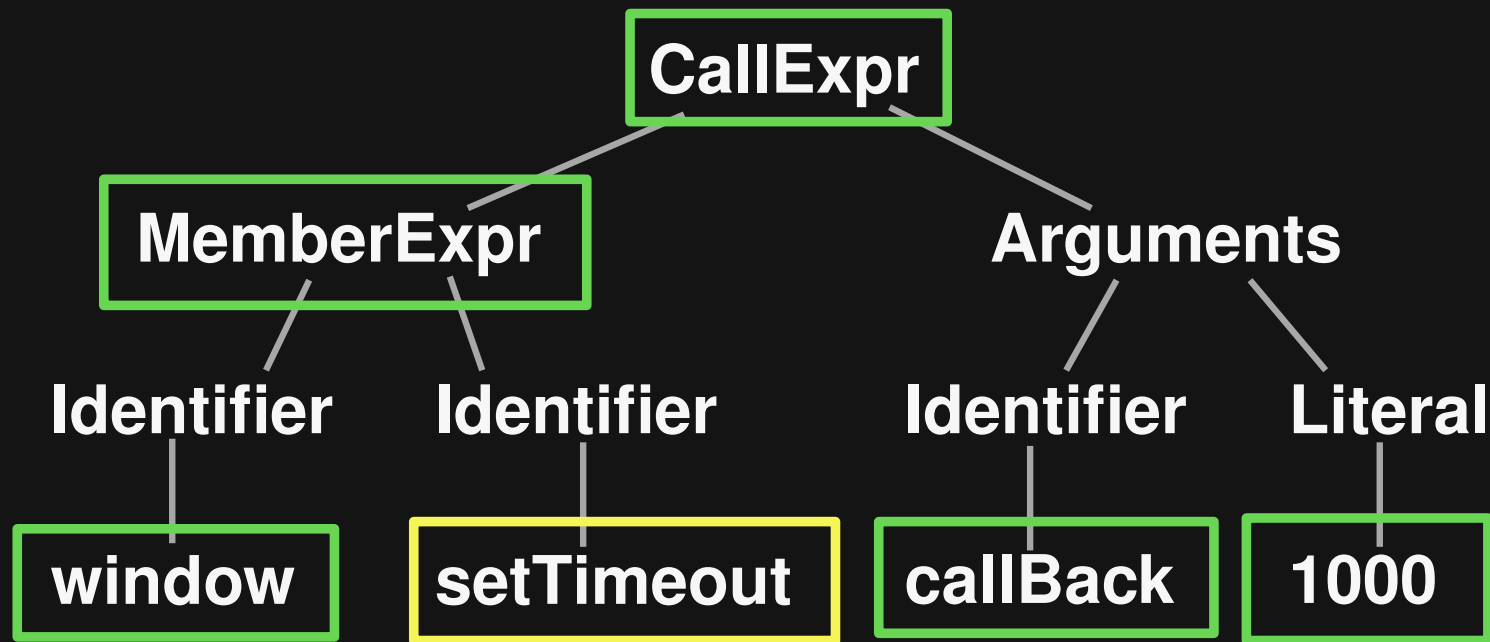 CallExpr
MemberExpr Arguments
Identifier Identifier Identifier Literal
window setTimeout callBack 1000